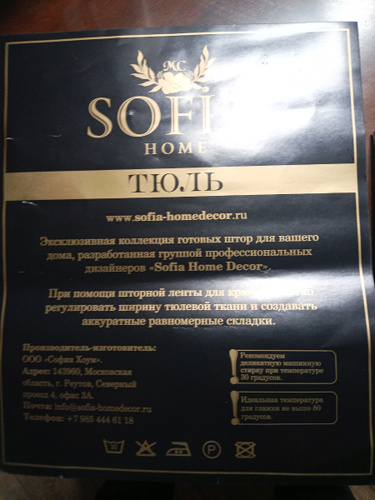 МС
SOFI
HOME
ТЮЛЬ
www.sofia-homedecor.ru
Эксклюзивная коллекция готовых штор для вашего
дома, разработанная группой профессиональных
дизайнеров «Sofia Home Decor».
При помощи шторной ленты для
регулировать ширину тюлевой ткани и создавать
аккуратные равномерные складки.
Производитель-изготовитель:
ООО «София Хоум».
Адрес: 143960, Московская
область, г. Реутов, Северный
проезд 4, офис 2А.
Почта: info@sofia-homedecor.ru
Телефон: +7 985 444 61 18
Рекомендуем
деликатную машинную
стирку при температуре
30 градусов.
Идеальная температура
для глажки не выше 80
градусов.
P